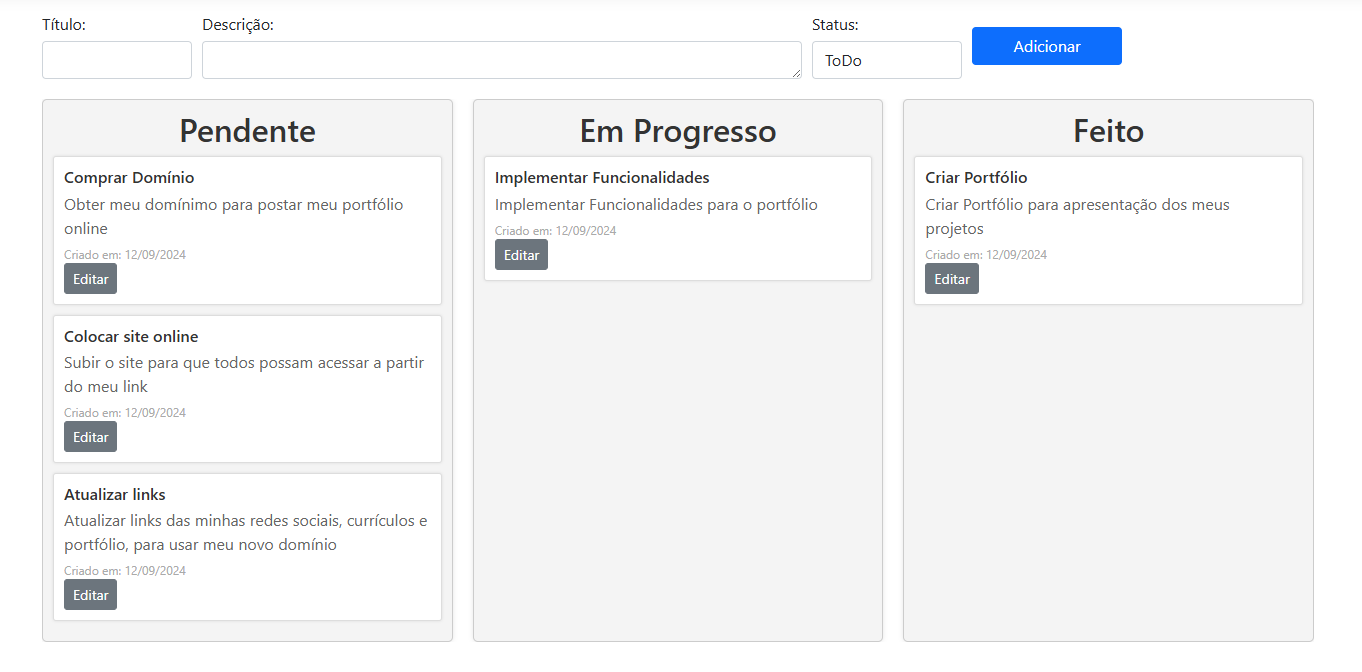 Título:
Descrição:
Status:
ToDo
Adicionar
Pendente
Comprar Domínio
Obter meu domínimo para postar meu portfólio
online
Criado em: 12/09/2024
Editar
Colocar site online
Subir o site para que todos possam acessar a partir
do meu link
Criado em: 12/09/2024
Editar
Atualizar links
Atualizar links das minhas redes sociais, currículos e
portfólio, para usar meu novo domínio
Criado em: 12/09/2024
Editar
Em Progresso
Implementar Funcionalidades
Implementar Funcionalidades para o portfólio
Criado em: 12/09/2024
Editar
Feito
Criar Portfólio
Criar Portfólio para apresentação dos meus
projetos
Criado em: 12/09/2024
Editar